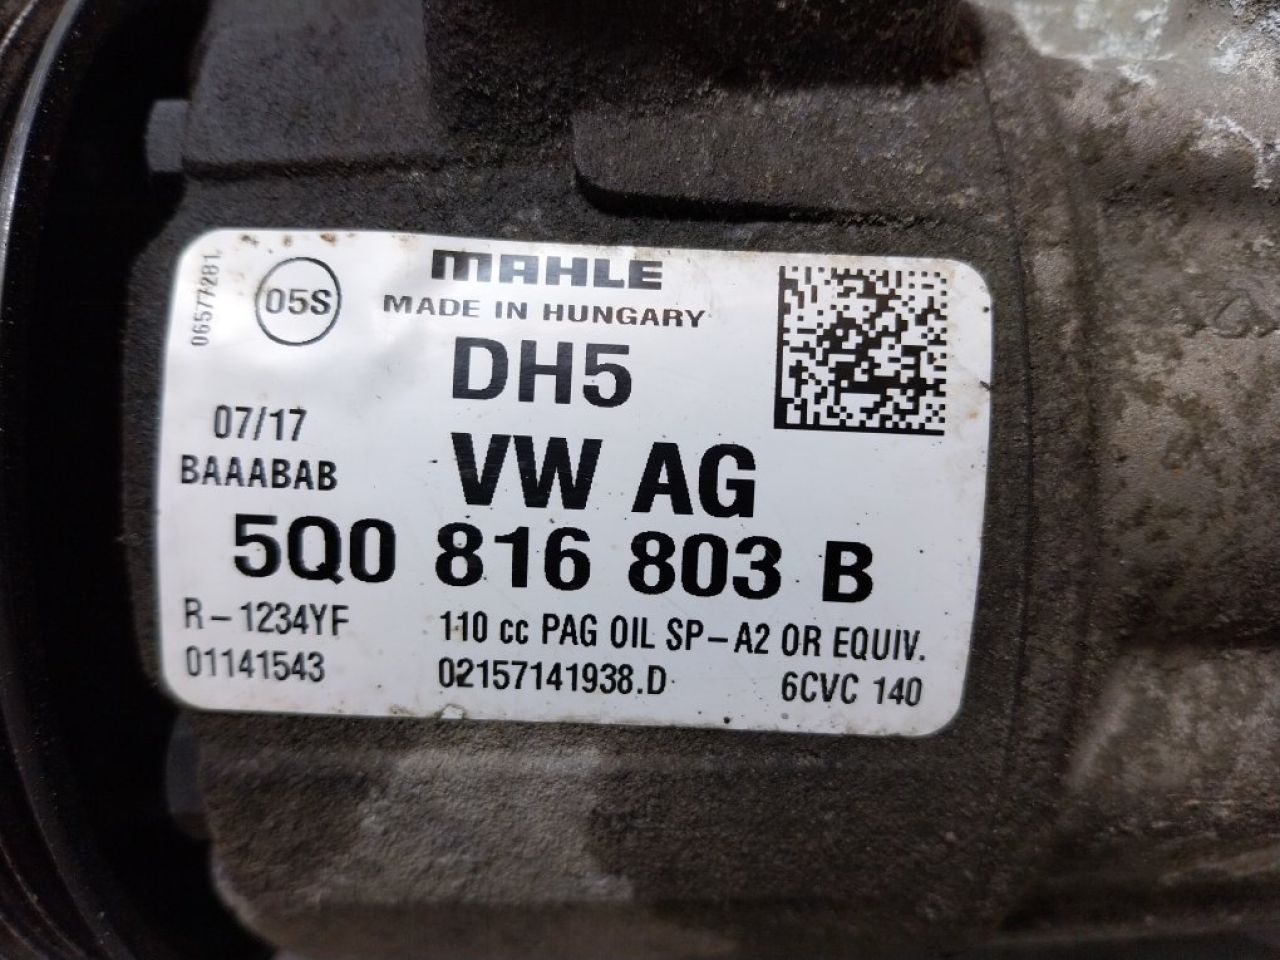 06577281
05S
MAHLE
MADE IN HUNGARY
DH5
07/17
VW AG
BAAABAB
5Q0 816 803 B
R-1234YF
110 cc PAG OIL SP-A2 OR EQUIV.
01141543
02157141938.D
6CVC 140